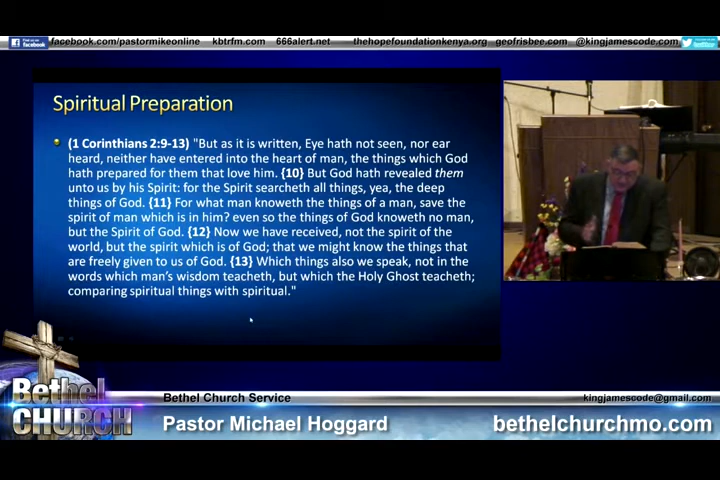 Find us on facebook facebook.com/pastormikeonline kbtrfm.com 666alert.net thehopefoundationkenya.org geofrisbee.com @kingjamescode.com twitter
Spiritual Preparation
(1 Corinthians 2:9-13) "But as it is written, Eye hath not seen, nor ear
heard, neither have entered into the heart of man, the things which God
hath prepared for them that love him. {10} But God hath revealed them
unto us by his Spirit: for the Spirit searcheth all things, yea, the deep
things of God. {11} For what man knoweth the things of a man, save the
spirit of man which is in him? even so the things of God knoweth no man,
but the Spirit of God. {12} Now we have received, not the spirit of the
world, but the spirit which is of God; that we might know the things that
are freely given to us of God. {13} Which things also we speak, not in the
words which man's wisdom teacheth, but which the Holy Ghost teacheth;
comparing spiritual things with spiritual."
Bethel
CHURCH
Bethel Church Service
kingjamescode@gmail.com
Pastor Michael Hoggard
bethelchurchmo.com